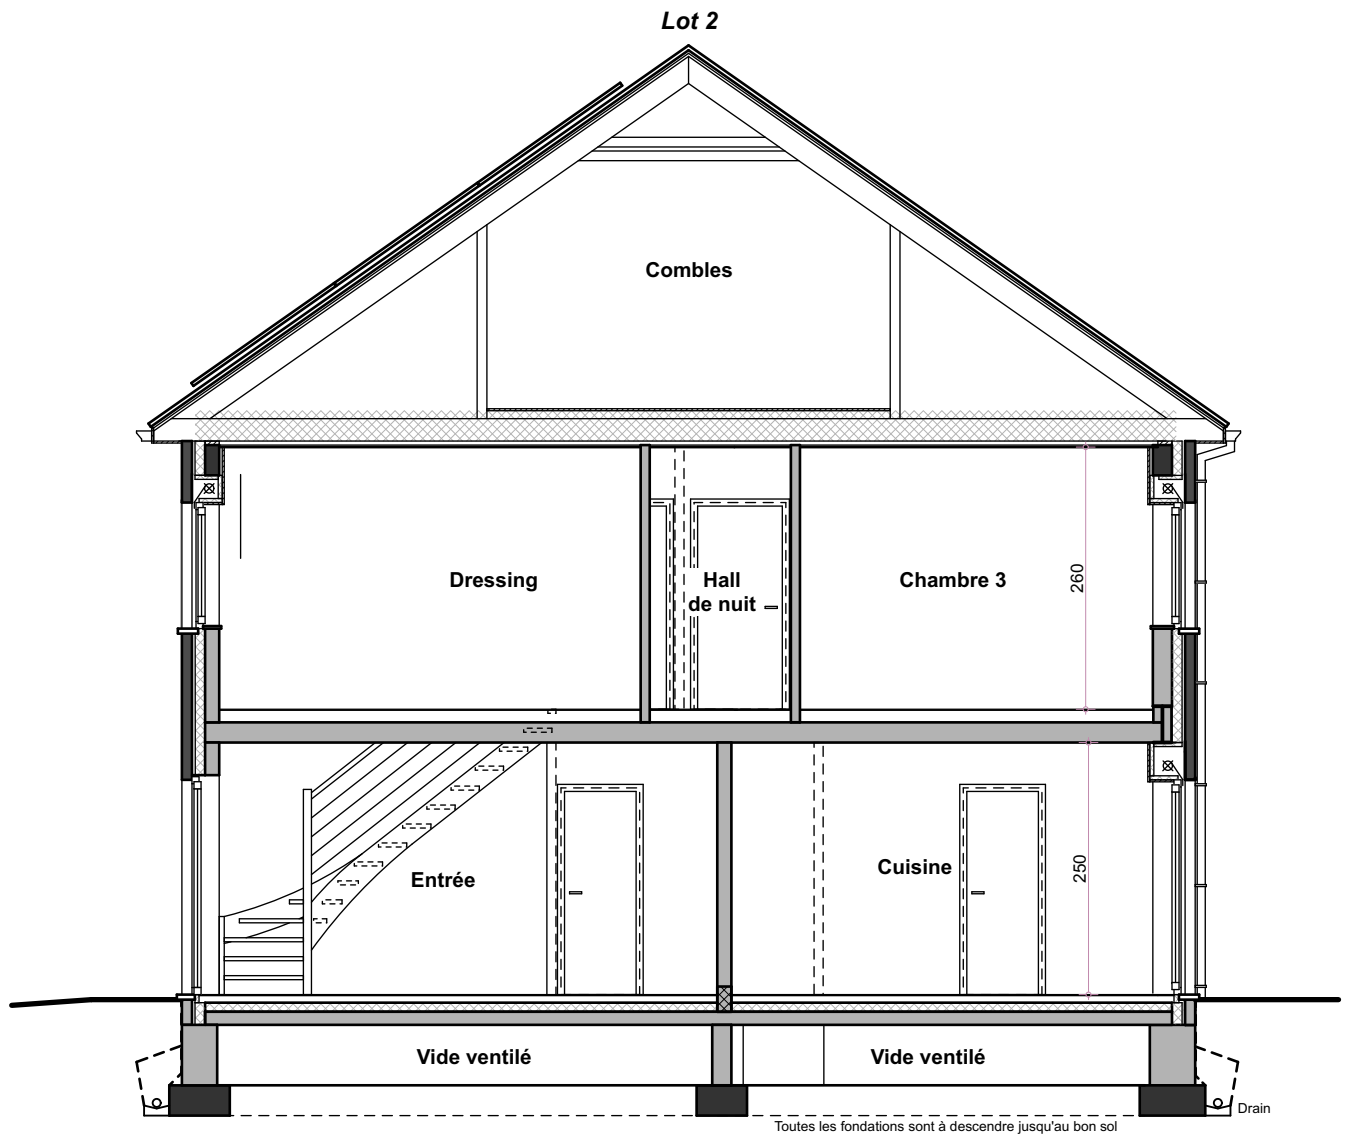 Lot 2
Combles
Dressing
Hall
de nuit
Chambre 3
260
Entrée
Cuisine
250
Vide ventilé
Vide ventilé
Drain
Toutes les fondations sont à descendre jusqu'au bon sol